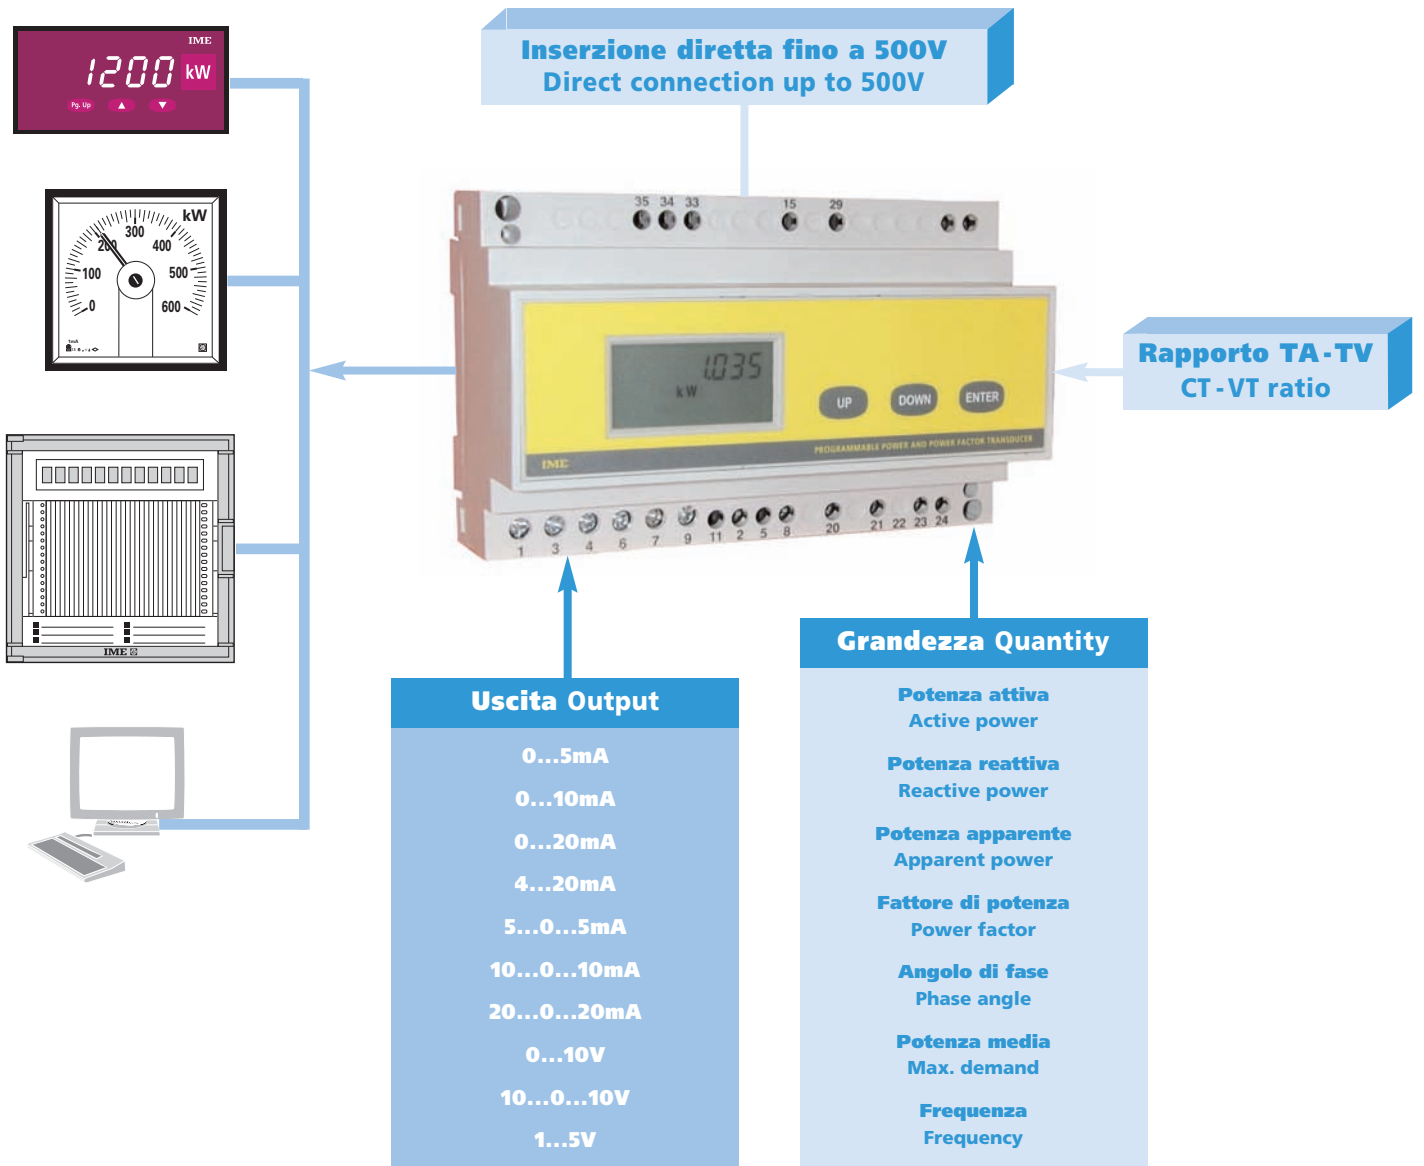 IME
1200 kW
Pg. Up
Inserzione diretta fino a 500V
Direct connection up to 500V
kW
0
100
200
300
400
500
600
1mA
35 34 33 15 29
1.035
kW
UP
DOWN
ENTER
IME
PROGRAMMABLE POWER AND POWER FACTOR TRANSDUCER
1 3 4 6 7 9 11 2 5 8 20 21 22 23 24
Rapporto TA-TV
CT-VT ratio
IME
Uscita Output
0...5mA
0...10mA
0...20mA
4...20mA
5...0...5mA
10...0...10mA
20...0...20mA
0...10V
10...0...10V
1...5V
Grandezza Quantity
Potenza attiva
Active power
Potenza reattiva
Reactive power
Potenza apparente
Apparent power
Fattore di potenza
Power factor
Angolo di fase
Phase angle
Potenza media
Max. demand
Frequenza
Frequency